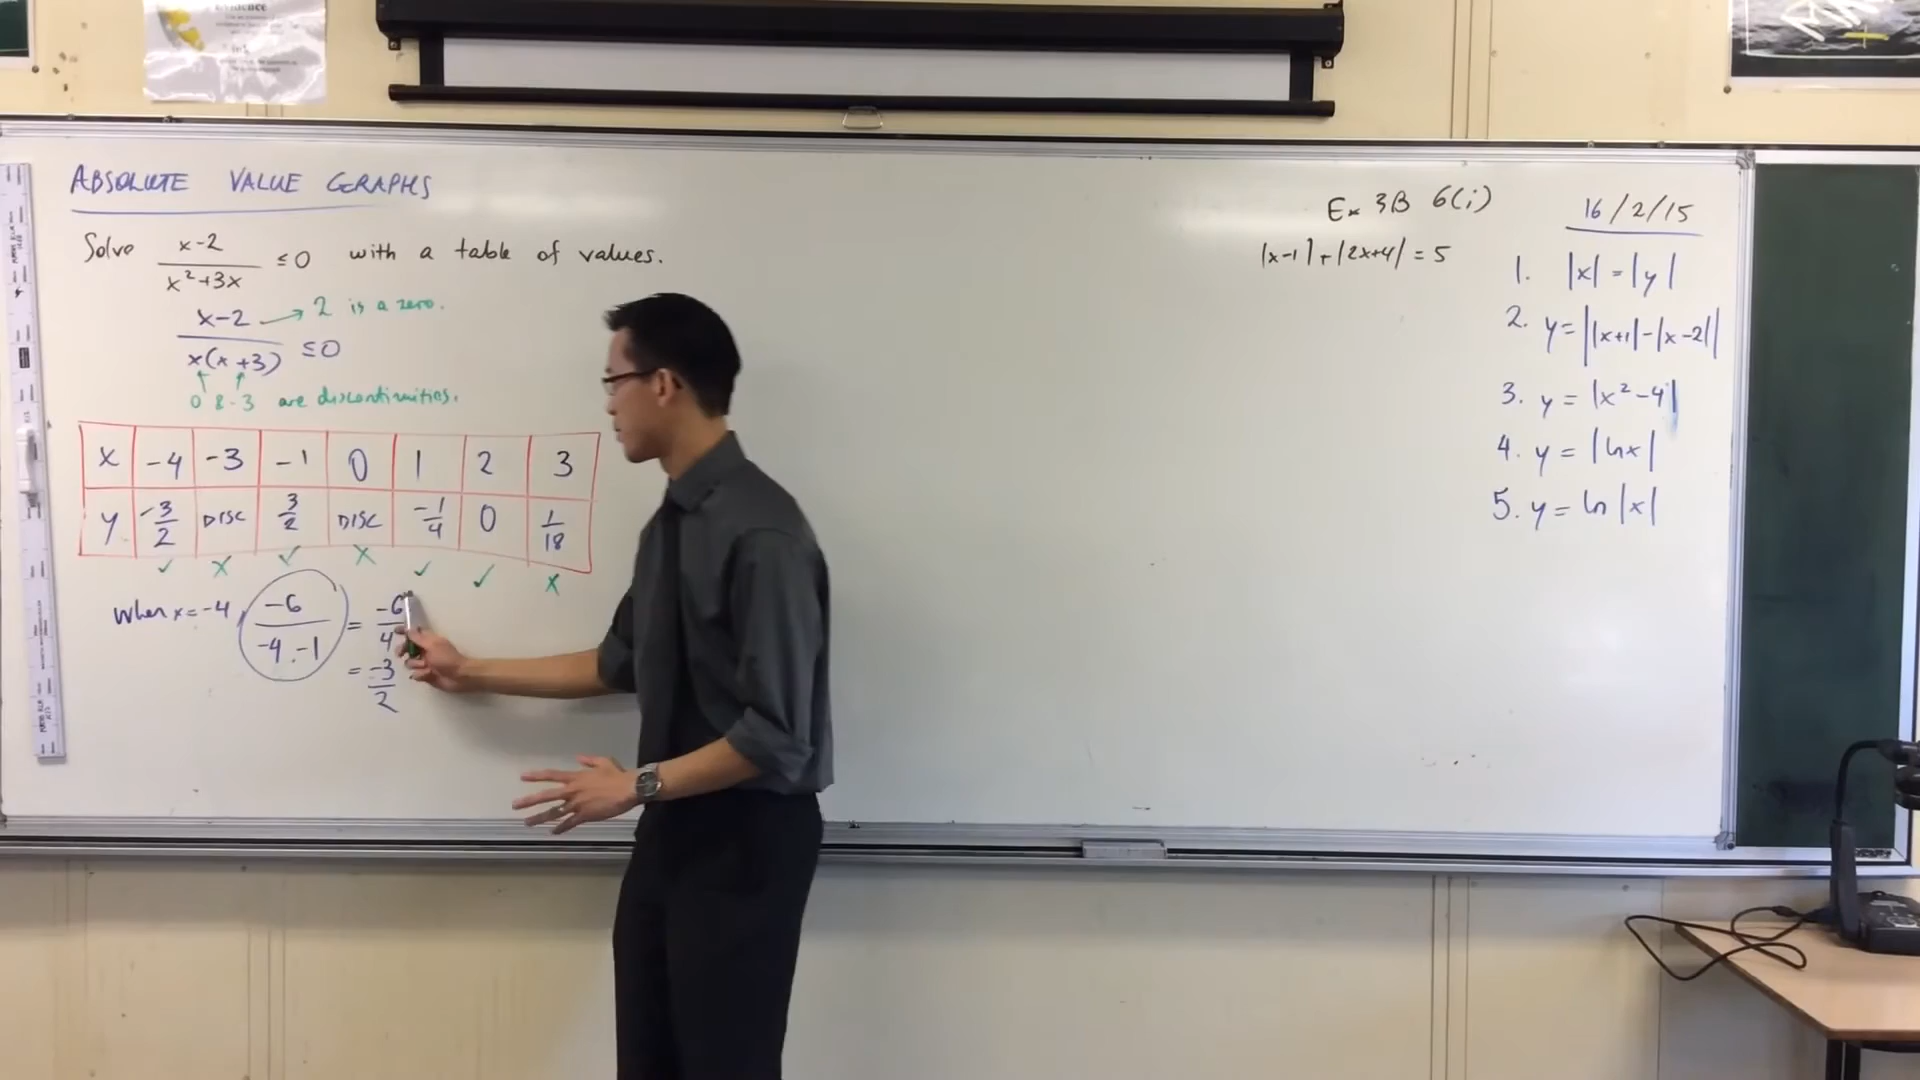 Evidence
ABSOLUTE VALUE GRAPHS
Solve x-2 / x²+3x ≤ 0 with a table of values.
x-2 / x(x+3) ≤ 0 → 2 is a zero.
0 & -3 are discontinuities.
x -4 -3 -1 0 1 2 3
y -3/2 DISC 3/2 DISC -1/4 0 1/18
✓ X ✓ X ✓ ✓ X
When x = -4, -6 / -4.-1 = -6/4
= -3/2
Ex 3B 6(i)
|x-1|+|2x+4| = 5
16/2/15
1. |x| = |y|
2. y = ||x+1|-|x-2||
3. y = |x²-4|
4. y = |ln x|
5. y = ln |x|